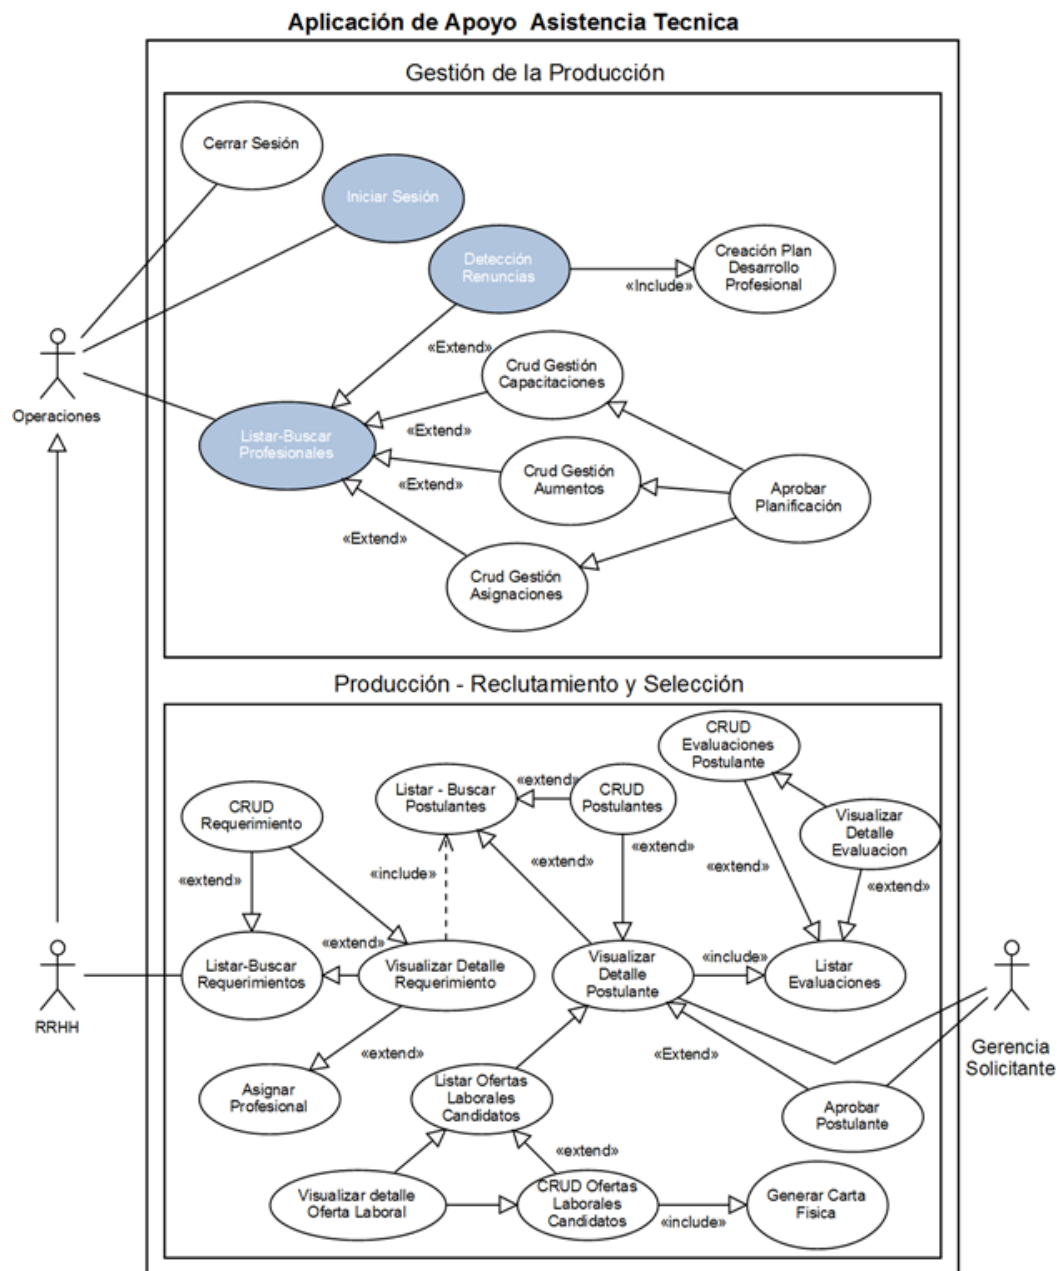 Aplicación de Apoyo  Asistencia Tecnica
Gestión de la Producción
Cerrar Sesión
Iniciar Sesión
Detección
Renuncias
Creación Plan
Desarrollo
Profesional
«Include»
«Extend»
Crud Gestión
Capacitaciones
Operaciones
Listar-Buscar
Profesionales
«Extend»
Crud Gestión
Aumentos
«Extend»
Aprobar
Planificación
«Extend»
Crud Gestión
Asignaciones
Producción - Reclutamiento y Selección
CRUD
Evaluaciones
Postulante
Listar - Buscar
Postulantes
«extend»
CRUD
Postulantes
CRUD
Requerimiento
Visualizar
Detalle
Evaluacion
«extend»
«include»
«extend»
«extend»
«extend»
«extend»
«extend»
Listar-Buscar
Requerimientos
Visualizar Detalle
Requerimiento
Visualizar
Detalle
Postulante
«include»
Listar
Evaluaciones
RRHH
Gerencia
Solicitante
«extend»
«Extend»
Asignar
Profesional
Listar Ofertas
Laborales
Candidatos
Aprobar
Postulante
«extend»
Visualizar detalle
Oferta Laboral
CRUD Ofertas
Laborales
Candidatos
«include»
Generar Carta
Fisica